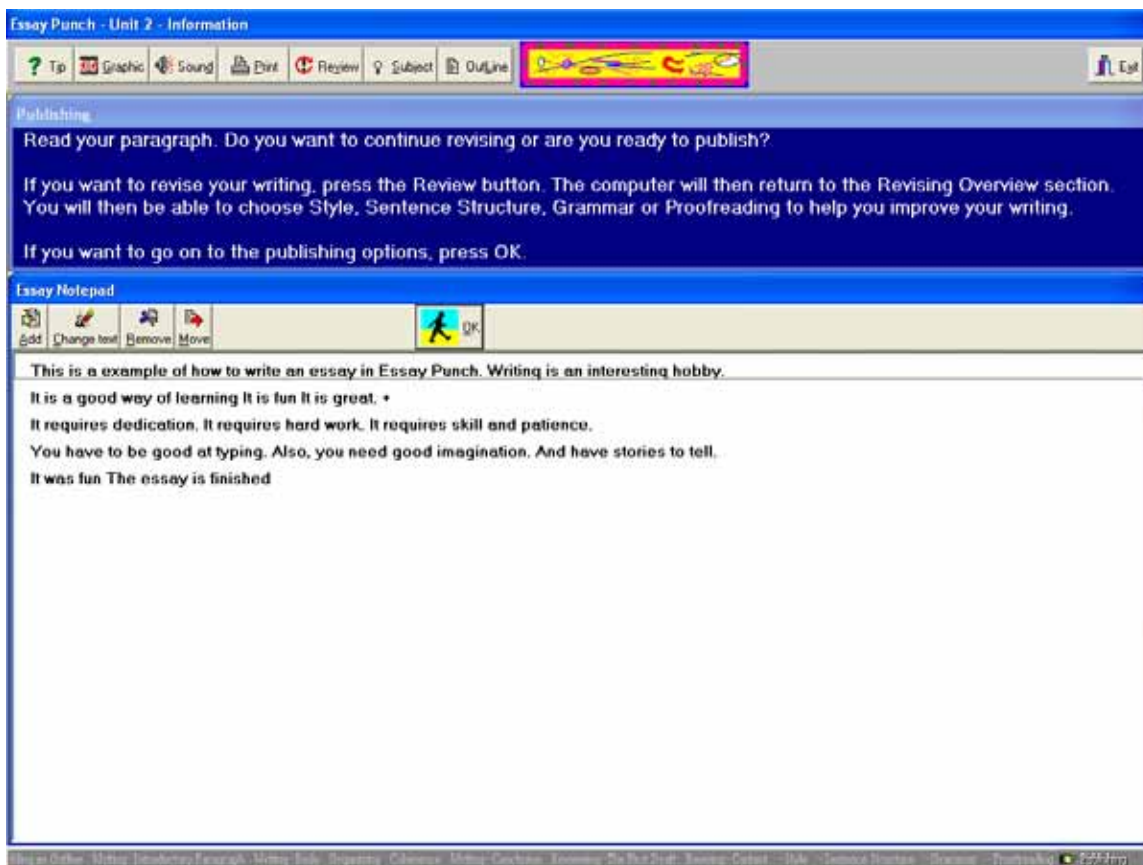 Essay Punch - Unit 2 - Information
Tip Graphic Sound Print Review Subject OutLine Exit
Publishing
Read your paragraph. Do you want to continue revising or are you ready to publish?
If you want to revise your writing, press the Review button. The computer will then return to the Revising Overview section.
You will then be able to choose Style, Sentence Structure, Grammar or Proofreading to help you improve your writing.
If you want to go on to the publishing options, press OK.
Essay Notepad
Add Change text Remove Move OK
This is a example of how to write an essay in Essay Punch. Writing is an interesting hobby.
It is a good way of learning It is fun It is great. +
It requires dedication. It requires hard work. It requires skill and patience.
You have to be good at typing. Also, you need good imagination. And have stories to tell.
It was fun The essay is finished
Publishing